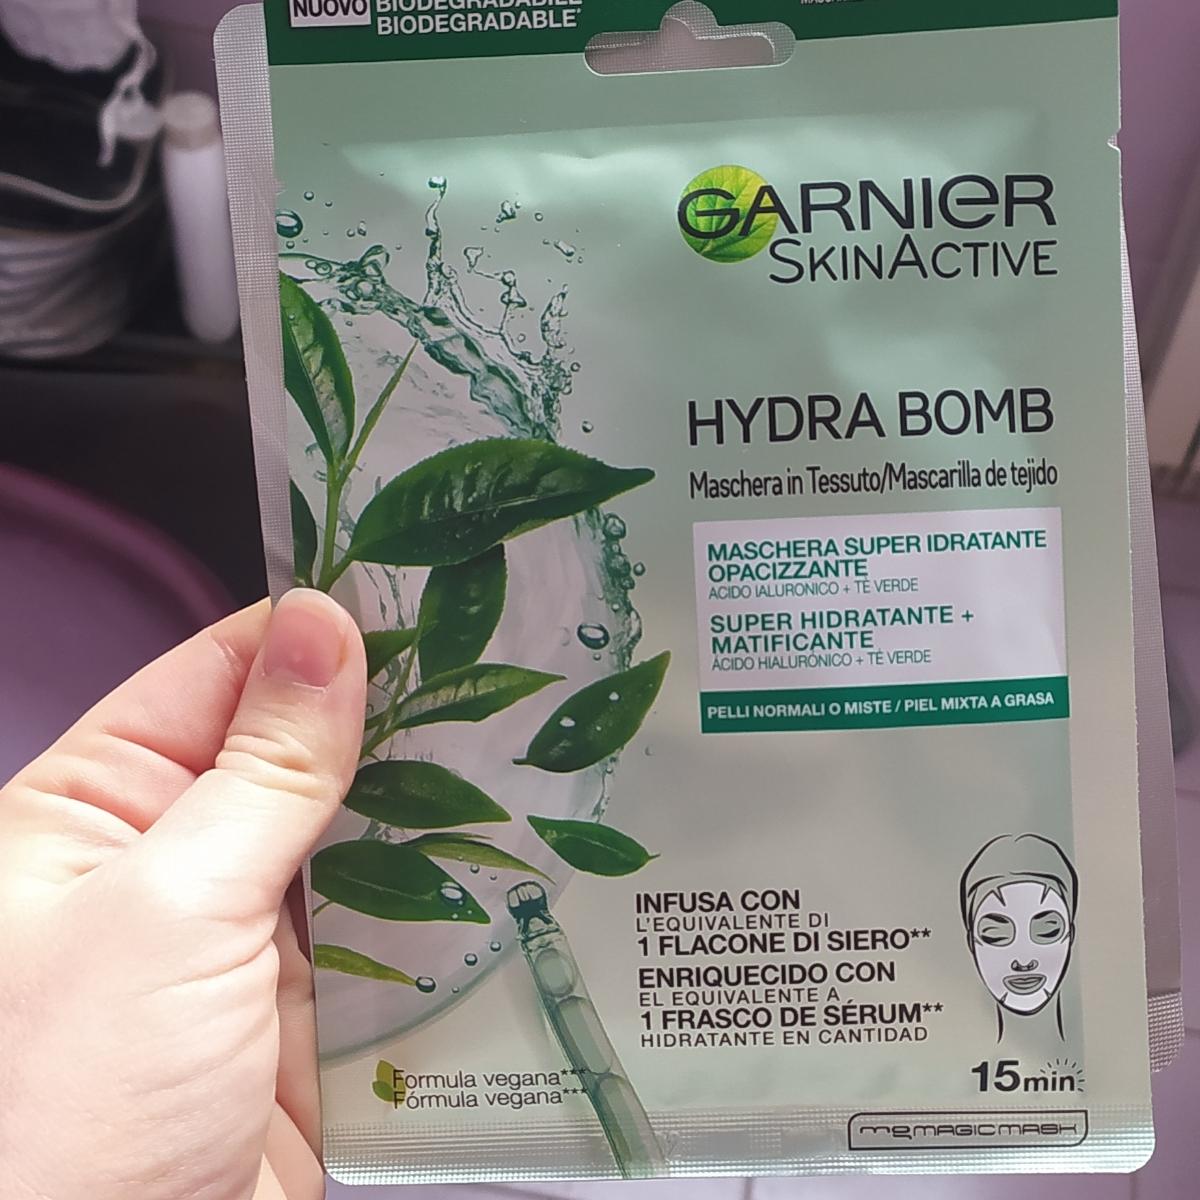 NUOVO
BIODEGRADABILE
BIODEGRADABLE*
GARNIER
SKINACTIVE
HYDRA BOMB
Maschera in Tessuto/Mascarilla de tejido
MASCHERA SUPER IDRATANTE
OPACIZZANTE
ACIDO IALURONICO + TÈ VERDE
SUPER HIDRATANTE +
MATIFICANTE
ÁCIDO HIALURÓNICO + TÉ VERDE
PELLI NORMALI O MISTE / PIEL MIXTA A GRASA
INFUSA CON
L'EQUIVALENTE DI
1 FLACONE DI SIERO**
ENRIQUECIDO CON
EL EQUIVALENTE A
1 FRASCO DE SÉRUM**
HIDRATANTE EN CANTIDAD
15min
Formula vegana***
Fórmula vegana***
MQMAGICMASK